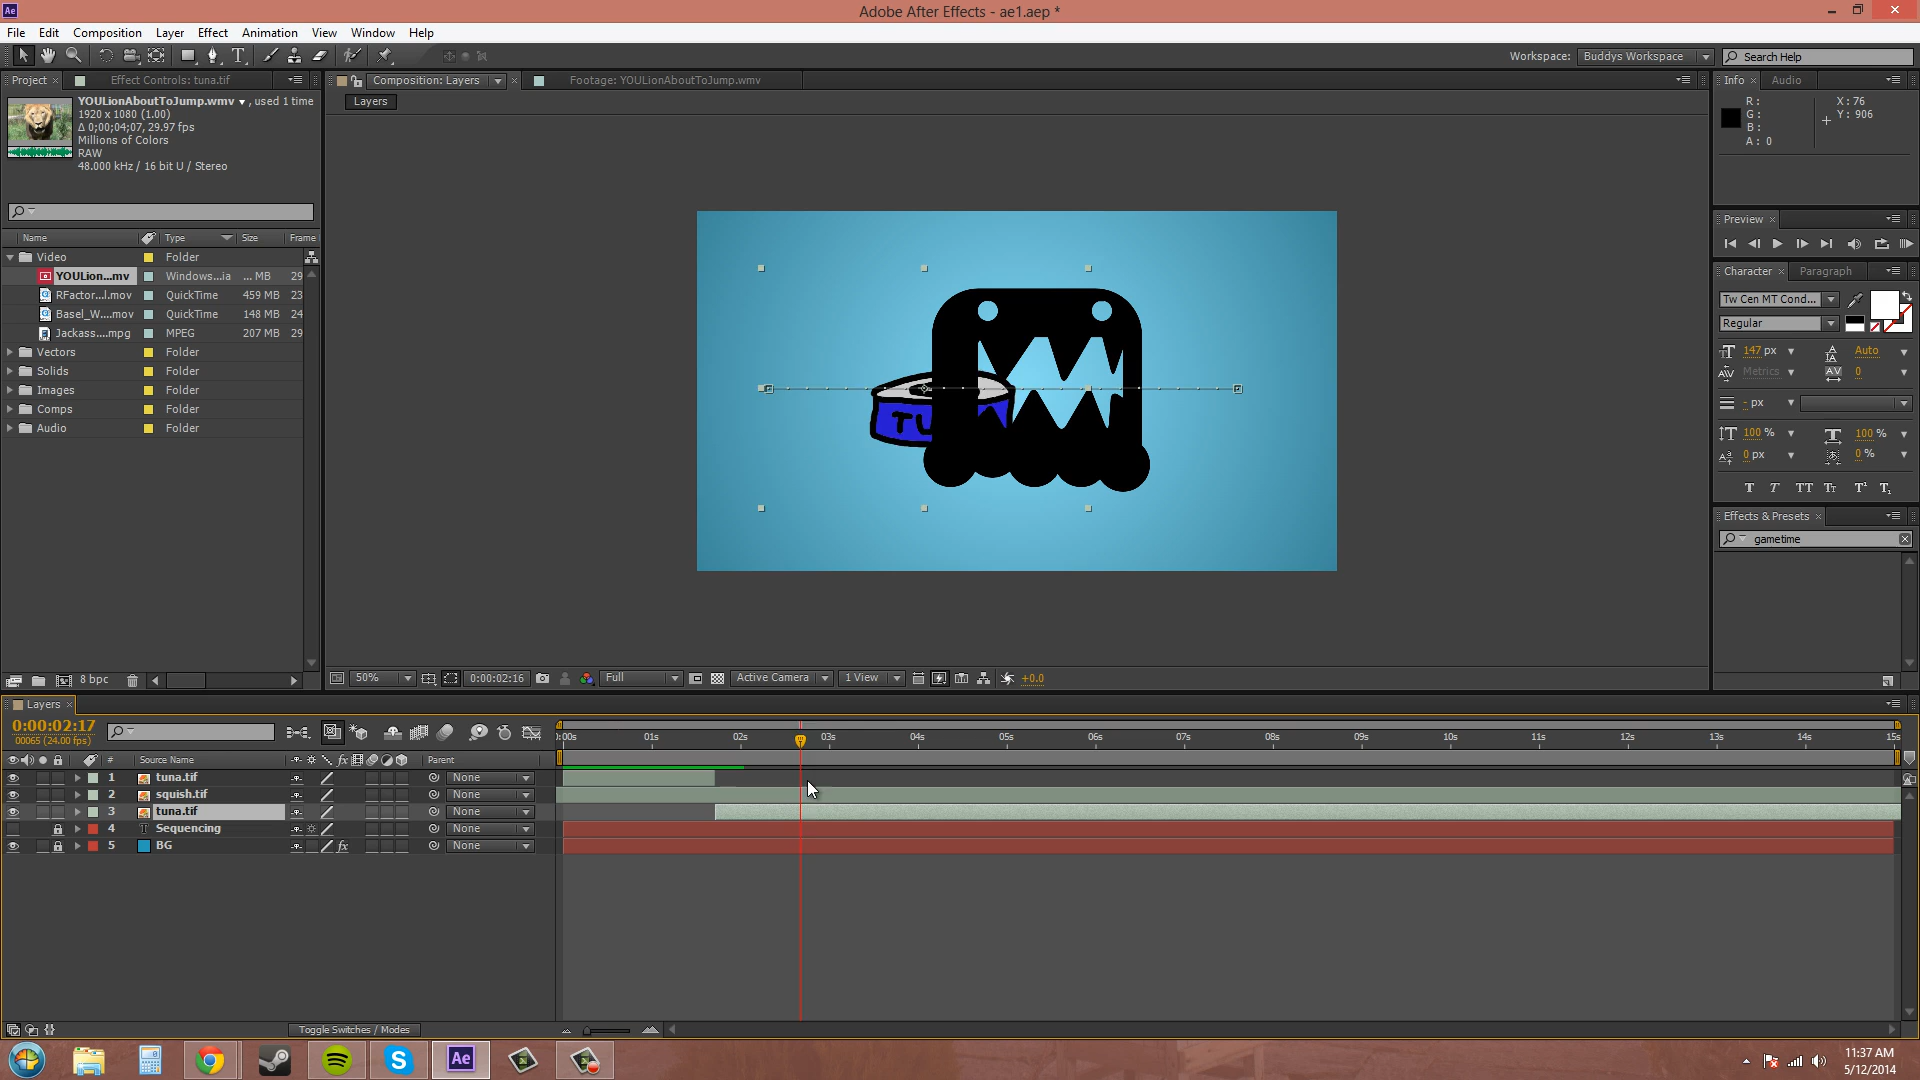 Ae
Adobe After Effects - ae1.aep *
File Edit Composition Layer Effect Animation View Window Help
Workspace: Buddys Workspace Search Help
Project × Effect Controls: tuna.tif
Composition: Layers Footage: YOULionAboutToJump.wmv
Info × Audio
YOULionAboutToJump.wmv , used 1 time
1920 x 1080 (1.00)
Δ 0;00;04;07, 29.97 fps
Millions of Colors
RAW
48.000 kHz / 16 bit U / Stereo
Layers
R: X: 76
G: Y: 906
B:
A: 0
Preview ×
Name Type Size Frame
Video Folder
YOULion...mv Windows...ia ... MB 29
RFactor...l.mov QuickTime 459 MB 23
Basel_W....mov QuickTime 148 MB 24
Jackass....mpg MPEG 207 MB 29
Vectors Folder
Solids Folder
Images Folder
Comps Folder
Audio Folder
Character × Paragraph
Tw Cen MT Cond...
Regular
147 px Auto
Metrics 0
- px
100 % 100 %
0 px 0 %
T T TT Tт T¹ T₁
Effects & Presets ×
gametime
TU
8 bpc
50% 0:00:02:16 Full Active Camera 1 View +0.0
Layers ×
0:00:02:17
00065 (24.00 fps)
:00s 01s 02s 03s 04s 05s 06s 07s 08s 09s 10s 11s 12s 13s 14s 15s
# Source Name fx Parent
1 tuna.tif None
2 squish.tif None
3 tuna.tif None
4 T Sequencing None
5 BG fx None
Toggle Switches / Modes
Ae
11:37 AM
5/12/2014